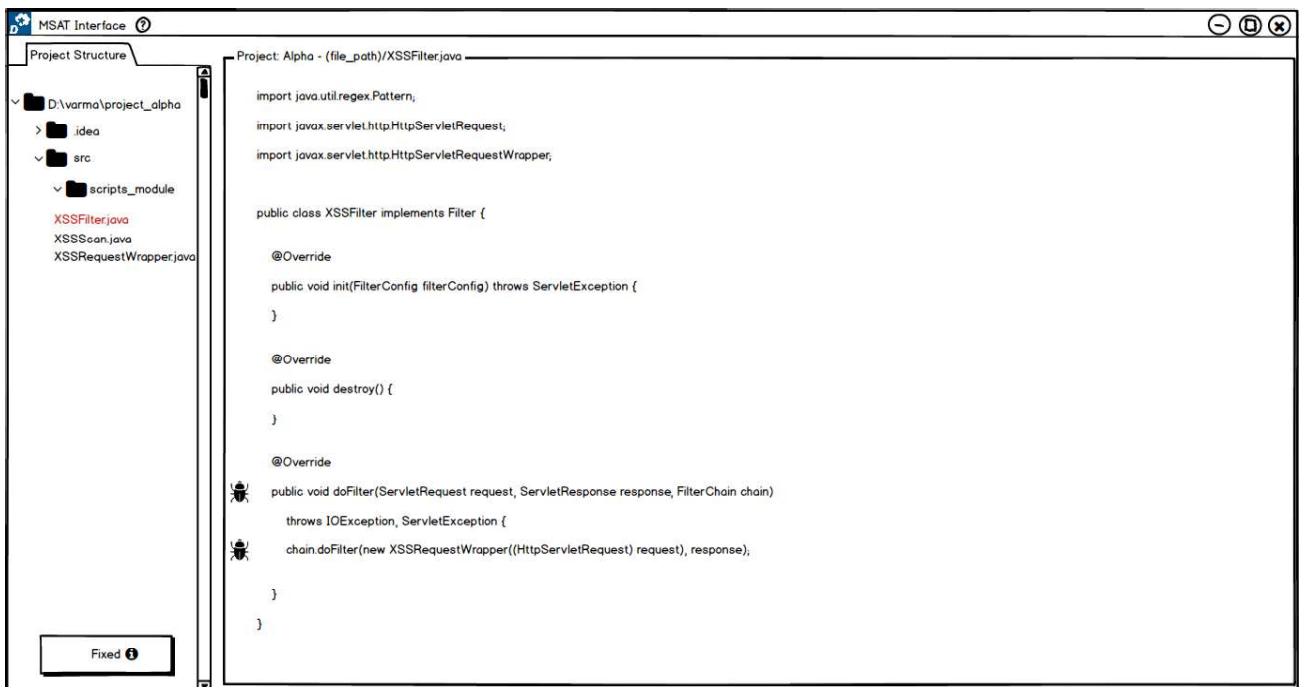 MSAT Interface ?
Project Structure
D:\varma\project_alpha
.idea
src
scripts_module
XSSFilter.java
XSSScan.java
XSSRequestWrapper.java
Fixed i
Project: Alpha - (file_path)/XSSFilter.java
import java.util.regex.Pattern;
import javax.servlet.http.HttpServletRequest;
import javax.servlet.http.HttpServletRequestWrapper;
public class XSSFilter implements Filter {
@Override
public void init(FilterConfig filterConfig) throws ServletException {
}
@Override
public void destroy() {
}
@Override
public void doFilter(ServletRequest request, ServletResponse response, FilterChain chain)
throws IOException, ServletException {
chain.doFilter(new XSSRequestWrapper((HttpServletRequest) request), response);
}
}